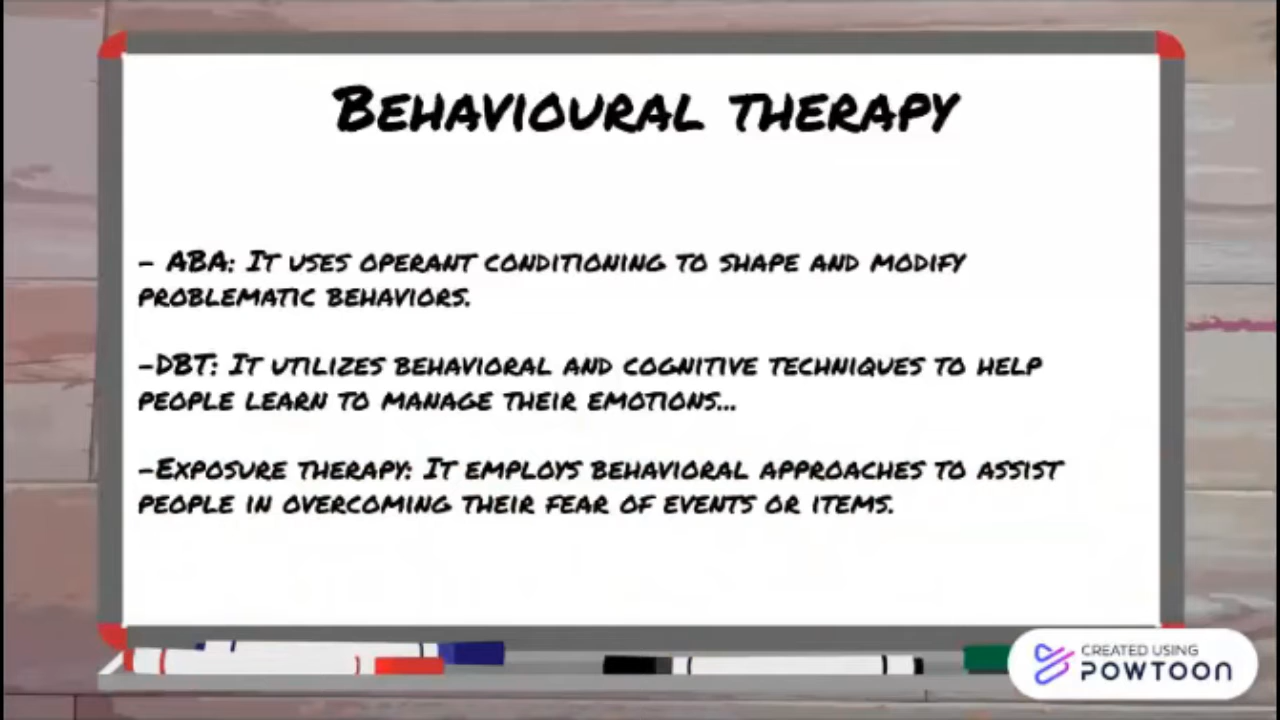 Behavioural therapy
- ABA: It uses operant conditioning to shape and modify
problematic behaviors.
-DBT: It utilizes behavioral and cognitive techniques to help
people learn to manage their emotions...
-Exposure therapy: It employs behavioral approaches to assist
people in overcoming their fear of events or items.
CREATED USING
POWTOON